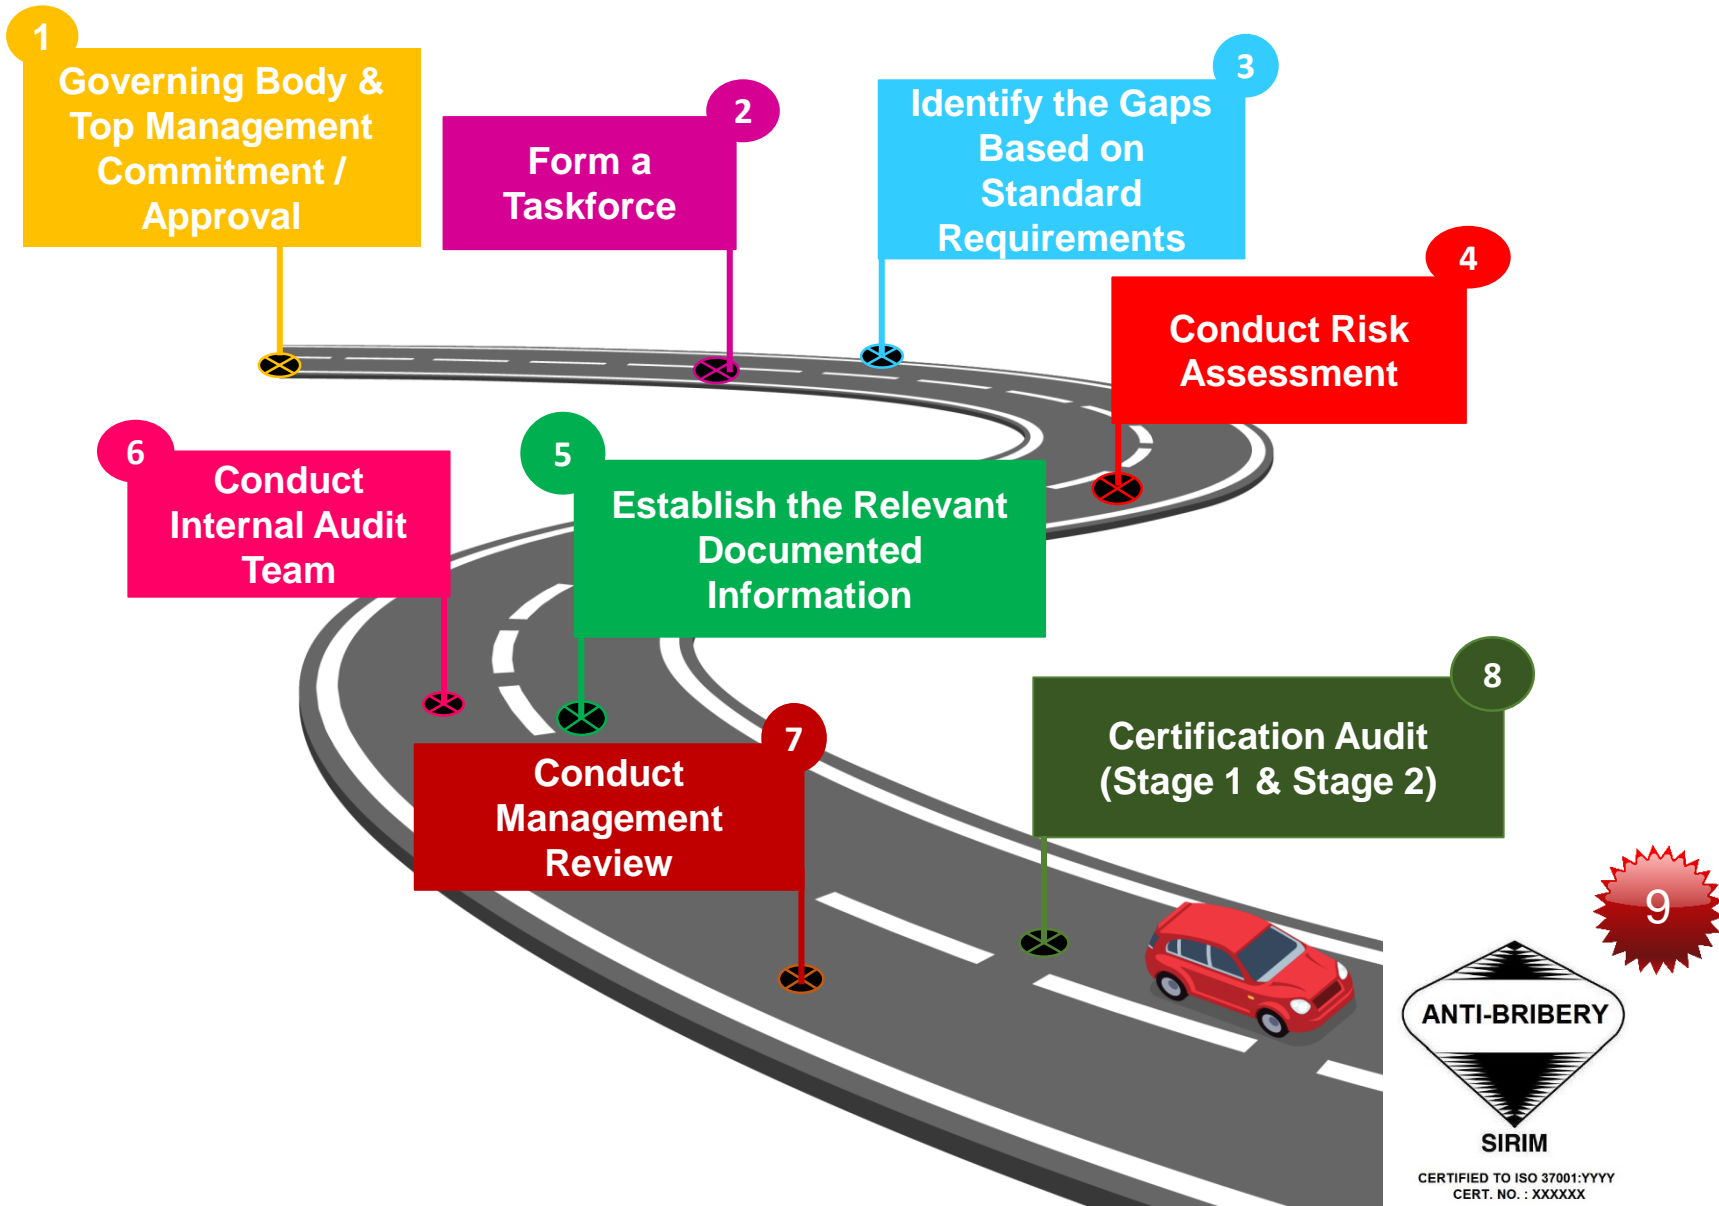 1
Governing Body &
Top Management
Commitment /
Approval
2
Form a
Taskforce
3
Identify the Gaps
Based on
Standard
Requirements
4
Conduct Risk
Assessment
5
Establish the Relevant
Documented
Information
6
Conduct
Internal Audit
Team
7
Conduct
Management
Review
8
Certification Audit
(Stage 1 & Stage 2)
9
ANTI-BRIBERY
SIRIM
CERTIFIED TO ISO 37001:YYYY
CERT. NO. : XXXXXX